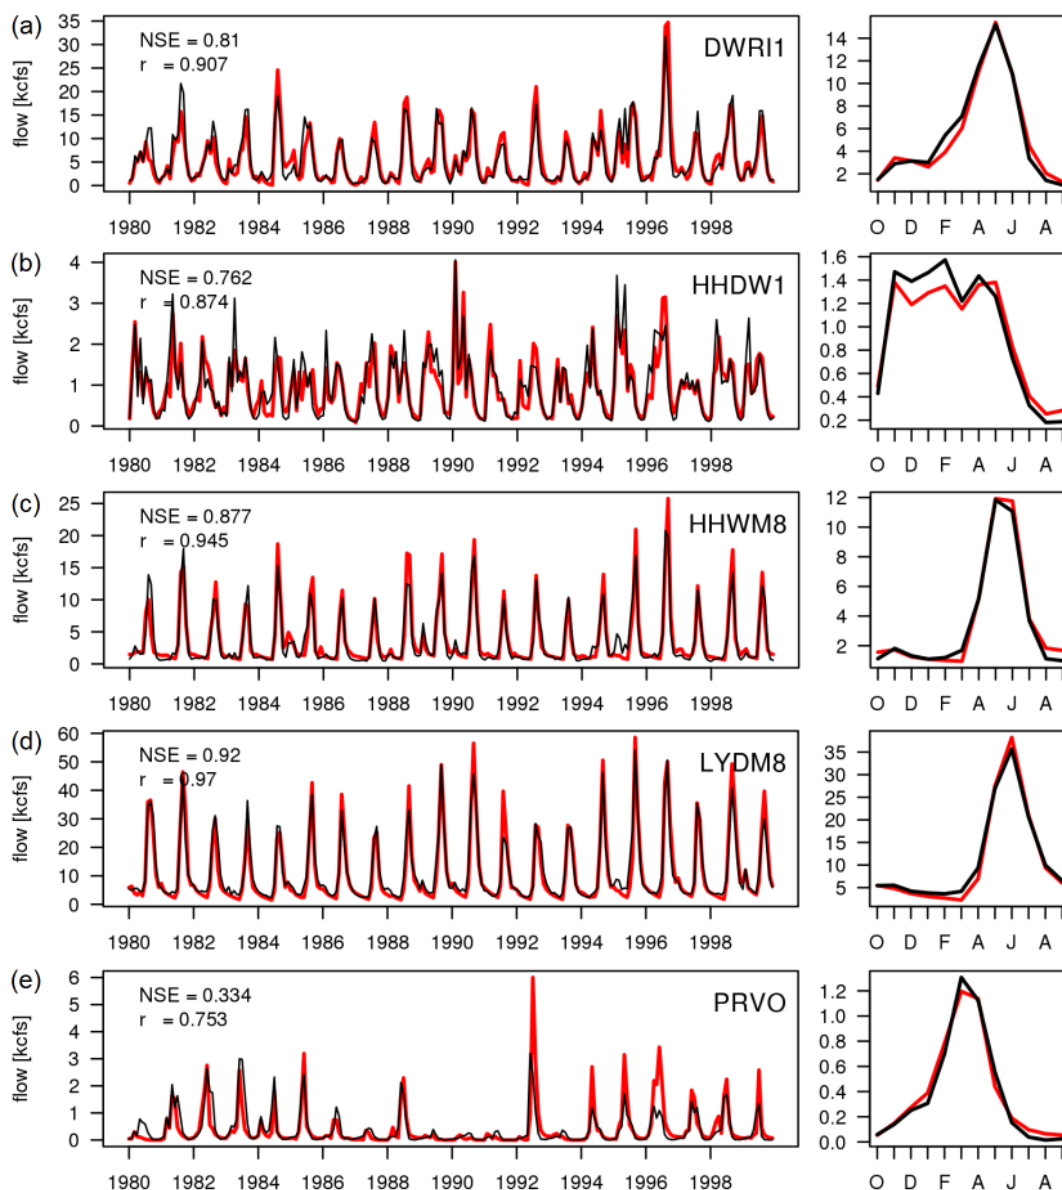 (a)
NSE = 0.81
r = 0.907
DWRI1
flow [kcfs]
35
30
25
20
15
10
5
0
1980 1982 1984 1986 1988 1990 1992 1994 1996 1998
14
12
10
8
6
4
2
O D F A J A
(b)
NSE = 0.762
r = 0.874
HHDW1
flow [kcfs]
4
3
2
1
0
1980 1982 1984 1986 1988 1990 1992 1994 1996 1998
1.6
1.4
1.2
1.0
0.8
0.6
0.4
0.2
O D F A J A
(c)
NSE = 0.877
r = 0.945
HHWM8
flow [kcfs]
25
20
15
10
5
0
1980 1982 1984 1986 1988 1990 1992 1994 1996 1998
12
10
8
6
4
2
O D F A J A
(d)
NSE = 0.92
r = 0.97
LYDM8
flow [kcfs]
60
50
40
30
20
10
0
1980 1982 1984 1986 1988 1990 1992 1994 1996 1998
35
30
25
20
15
10
5
O D F A J A
(e)
NSE = 0.334
r = 0.753
PRVO
flow [kcfs]
6
5
4
3
2
1
0
1980 1982 1984 1986 1988 1990 1992 1994 1996 1998
1.2
1.0
0.8
0.6
0.4
0.2
0.0
O D F A J A